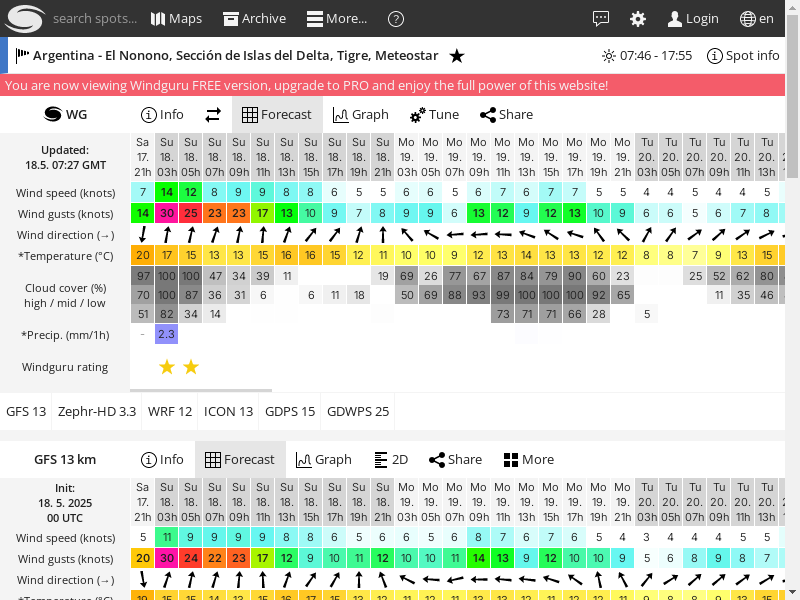 search spots... Maps Archive More... ? Login en
Argentina - El Nonono, Sección de Islas del Delta, Tigre, Meteostar ★ 07:46 - 17:55 Spot info
You are now viewing Windguru FREE version, upgrade to PRO and enjoy the full power of this website!
WG Info Forecast Graph Tune Share
Updated:
18.5. 07:27 GMT
Sa Su Su Su Su Su Su Su Su Su Su Mo Mo Mo Mo Mo Mo Mo Mo Mo Mo Tu Tu Tu Tu Tu Tu
17. 18. 18. 18. 18. 18. 18. 18. 18. 18. 18. 19. 19. 19. 19. 19. 19. 19. 19. 19. 19. 20. 20. 20. 20. 20. 20.
21h 03h 05h 07h 09h 11h 13h 15h 17h 19h 21h 03h 05h 07h 09h 11h 13h 15h 17h 19h 21h 03h 05h 07h 09h 11h 13h
Wind speed (knots) 7 14 12 8 9 9 8 8 6 5 5 6 6 5 6 7 6 7 7 5 5 4 4 5 4 4 5
Wind gusts (knots) 14 30 25 23 23 17 13 10 9 7 8 9 9 6 13 12 9 12 13 10 9 6 6 5 6 7 8
Wind direction (→)
*Temperature (°C) 20 17 15 13 13 15 16 16 15 12 11 10 10 9 12 13 14 13 13 12 12 8 8 7 9 13 15
Cloud cover (%)
high / mid / low
97 100 100 47 34 39 11 19 69 26 77 67 87 84 79 90 60 23 25 52 62 80
70 100 87 36 31 6 6 11 18 50 69 88 93 99 100 100 100 92 65 11 35 46
51 82 34 14 73 71 71 66 28 5
*Precip. (mm/1h) - 2.3
Windguru rating ★ ★
GFS 13 Zephr-HD 3.3 WRF 12 ICON 13 GDPS 15 GDWPS 25
GFS 13 km Info Forecast Graph 2D Share More
Init:
18. 5. 2025
00 UTC
Sa Su Su Su Su Su Su Su Su Su Su Mo Mo Mo Mo Mo Mo Mo Mo Mo Mo Tu Tu Tu Tu Tu Tu
17. 18. 18. 18. 18. 18. 18. 18. 18. 18. 18. 19. 19. 19. 19. 19. 19. 19. 19. 19. 19. 20. 20. 20. 20. 20. 20.
21h 03h 05h 07h 09h 11h 13h 15h 17h 19h 21h 03h 05h 07h 09h 11h 13h 15h 17h 19h 21h 03h 05h 07h 09h 11h 13h
Wind speed (knots) 5 11 9 9 9 9 8 8 6 5 6 6 5 6 8 7 6 7 6 5 4 3 4 4 4 5 5
Wind gusts (knots) 20 30 24 22 23 17 12 9 10 11 12 10 10 11 14 13 9 12 10 10 9 5 6 8 9 8 7
Wind direction (→)